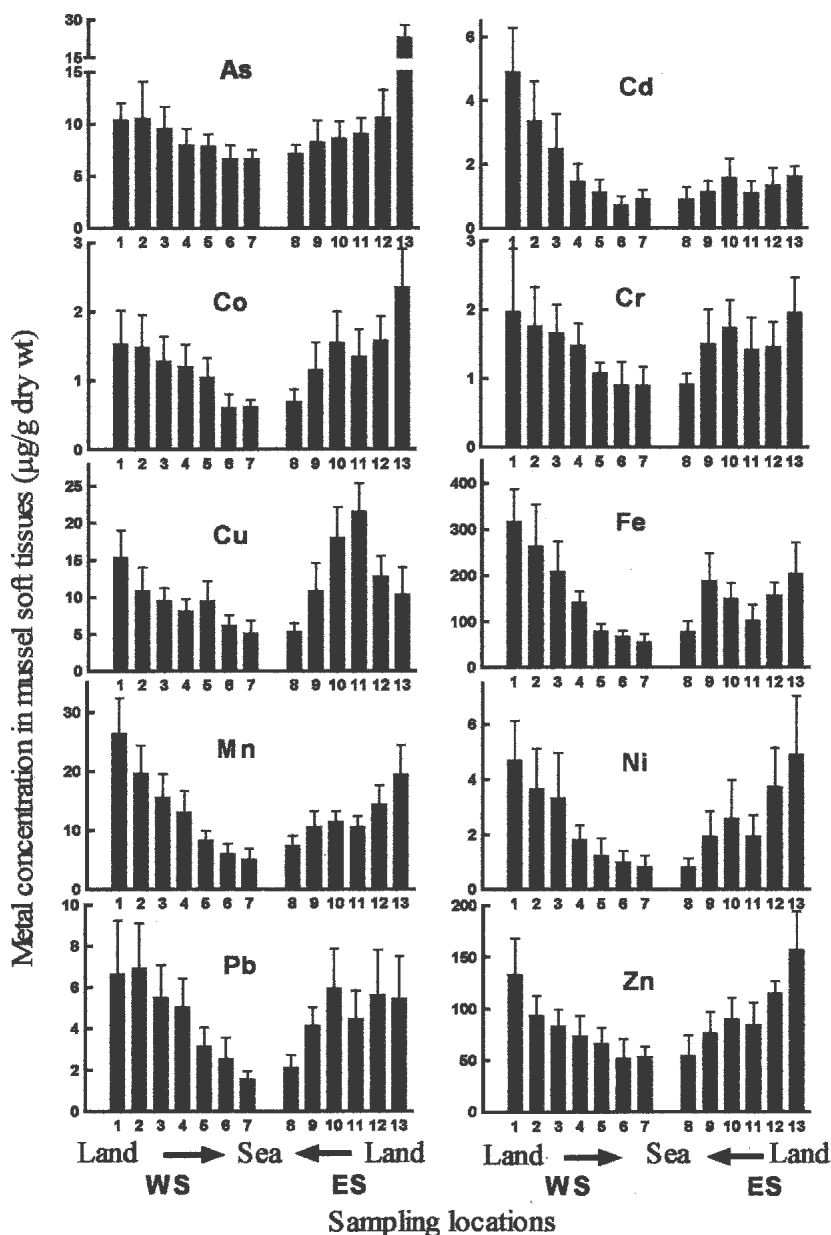 Metal concentration in mussel soft tissues (µg/g dry wt)
As
30
15
15
10
5
0
1 2 3 4 5 6 7 8 9 10 11 12 13
Cd
6
4
2
0
1 2 3 4 5 6 7 8 9 10 11 12 13
Co
3
2
1
0
1 2 3 4 5 6 7 8 9 10 11 12 13
Cr
3
2
1
0
1 2 3 4 5 6 7 8 9 10 11 12 13
Cu
25
20
15
10
5
0
1 2 3 4 5 6 7 8 9 10 11 12 13
Fe
400
300
200
100
0
1 2 3 4 5 6 7 8 9 10 11 12 13
Mn
30
20
10
0
1 2 3 4 5 6 7 8 9 10 11 12 13
Ni
6
4
2
0
1 2 3 4 5 6 7 8 9 10 11 12 13
Pb
10
8
6
4
2
0
1 2 3 4 5 6 7 8 9 10 11 12 13
Zn
200
150
100
50
0
1 2 3 4 5 6 7 8 9 10 11 12 13
Land Sea Land
WS ES
Land Sea Land
WS ES
Sampling locations